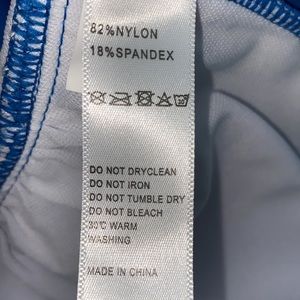 82%NYLON
18%SPANDEX
DO NOT DRYCLEAN
DO NOT IRON
DO NOT TUMBLE DRY
DO NOT BLEACH
30°C WARM
WASHING
MADE IN CHINA